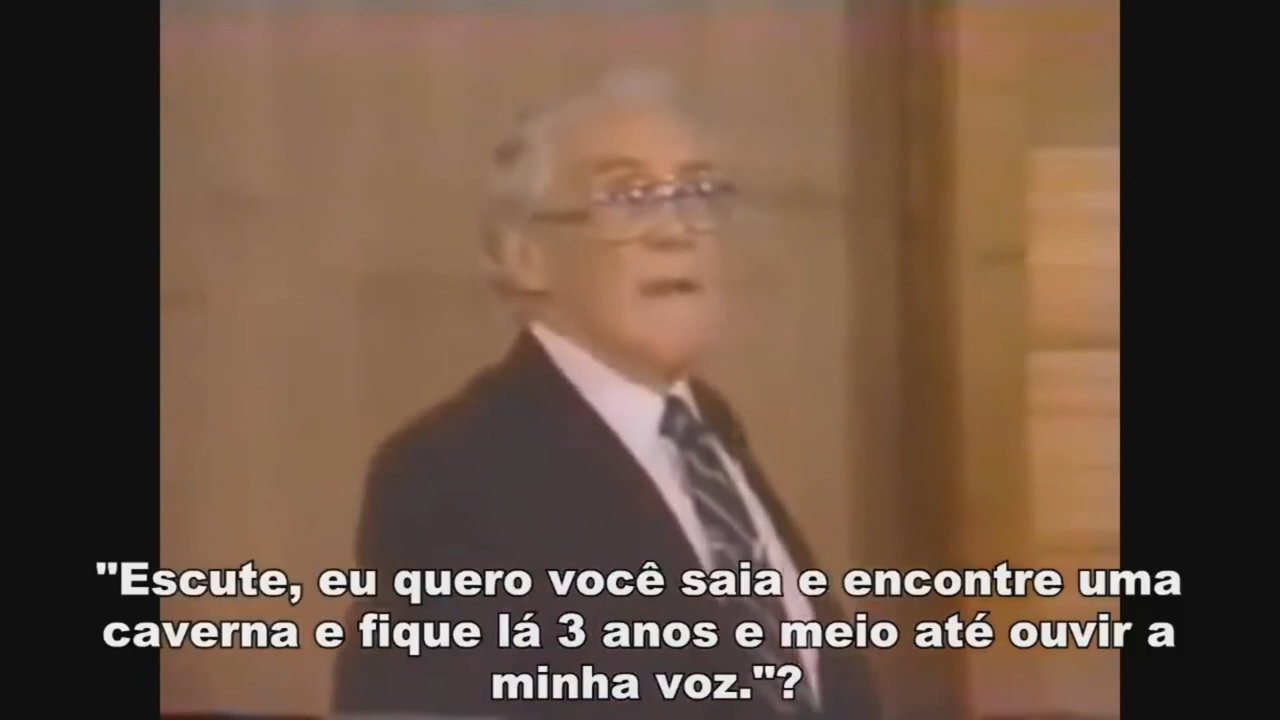 "Escute, eu quero você saia e encontre uma
caverna e fique lá 3 anos e meio até ouvir a
minha voz."?